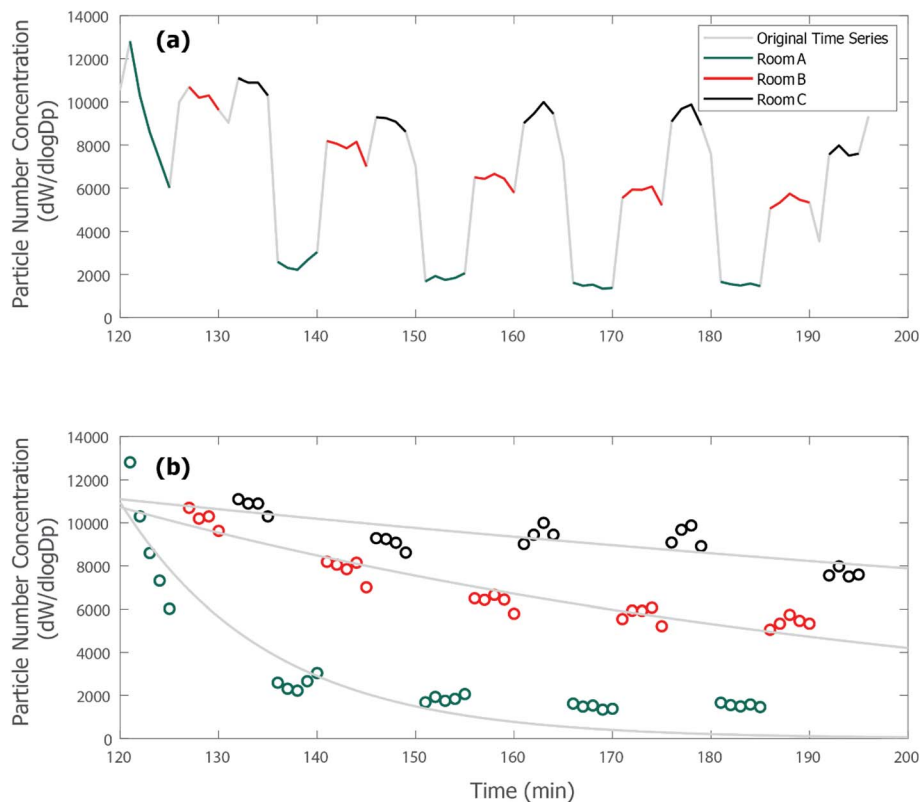 (a)
Particle Number Concentration
(dW/dlogDp)
14000
12000
10000
8000
6000
4000
2000
0
Original Time Series
Room A
Room B
Room C
120 130 140 150 160 170 180 190 200
(b)
Particle Number Concentration
(dW/dlogDp)
14000
12000
10000
8000
6000
4000
2000
0
120 130 140 150 160 170 180 190 200
Time (min)